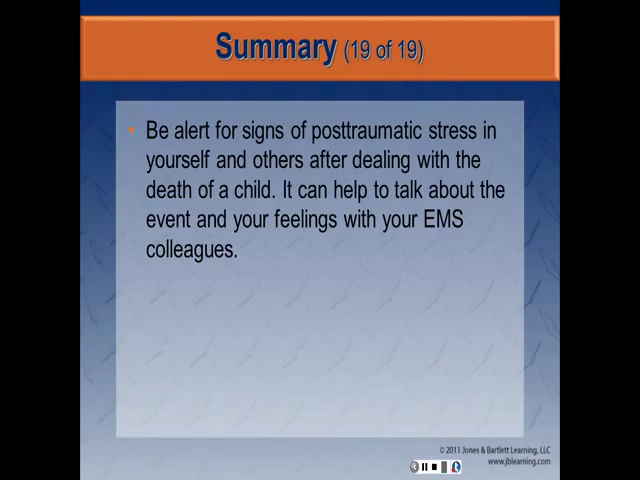 Summary (19 of 19)
• Be alert for signs of posttraumatic stress in
yourself and others after dealing with the
death of a child. It can help to talk about the
event and your feelings with your EMS
colleagues.
© 2011 Jones & Bartlett Learning, LLC
www.jblearning.com